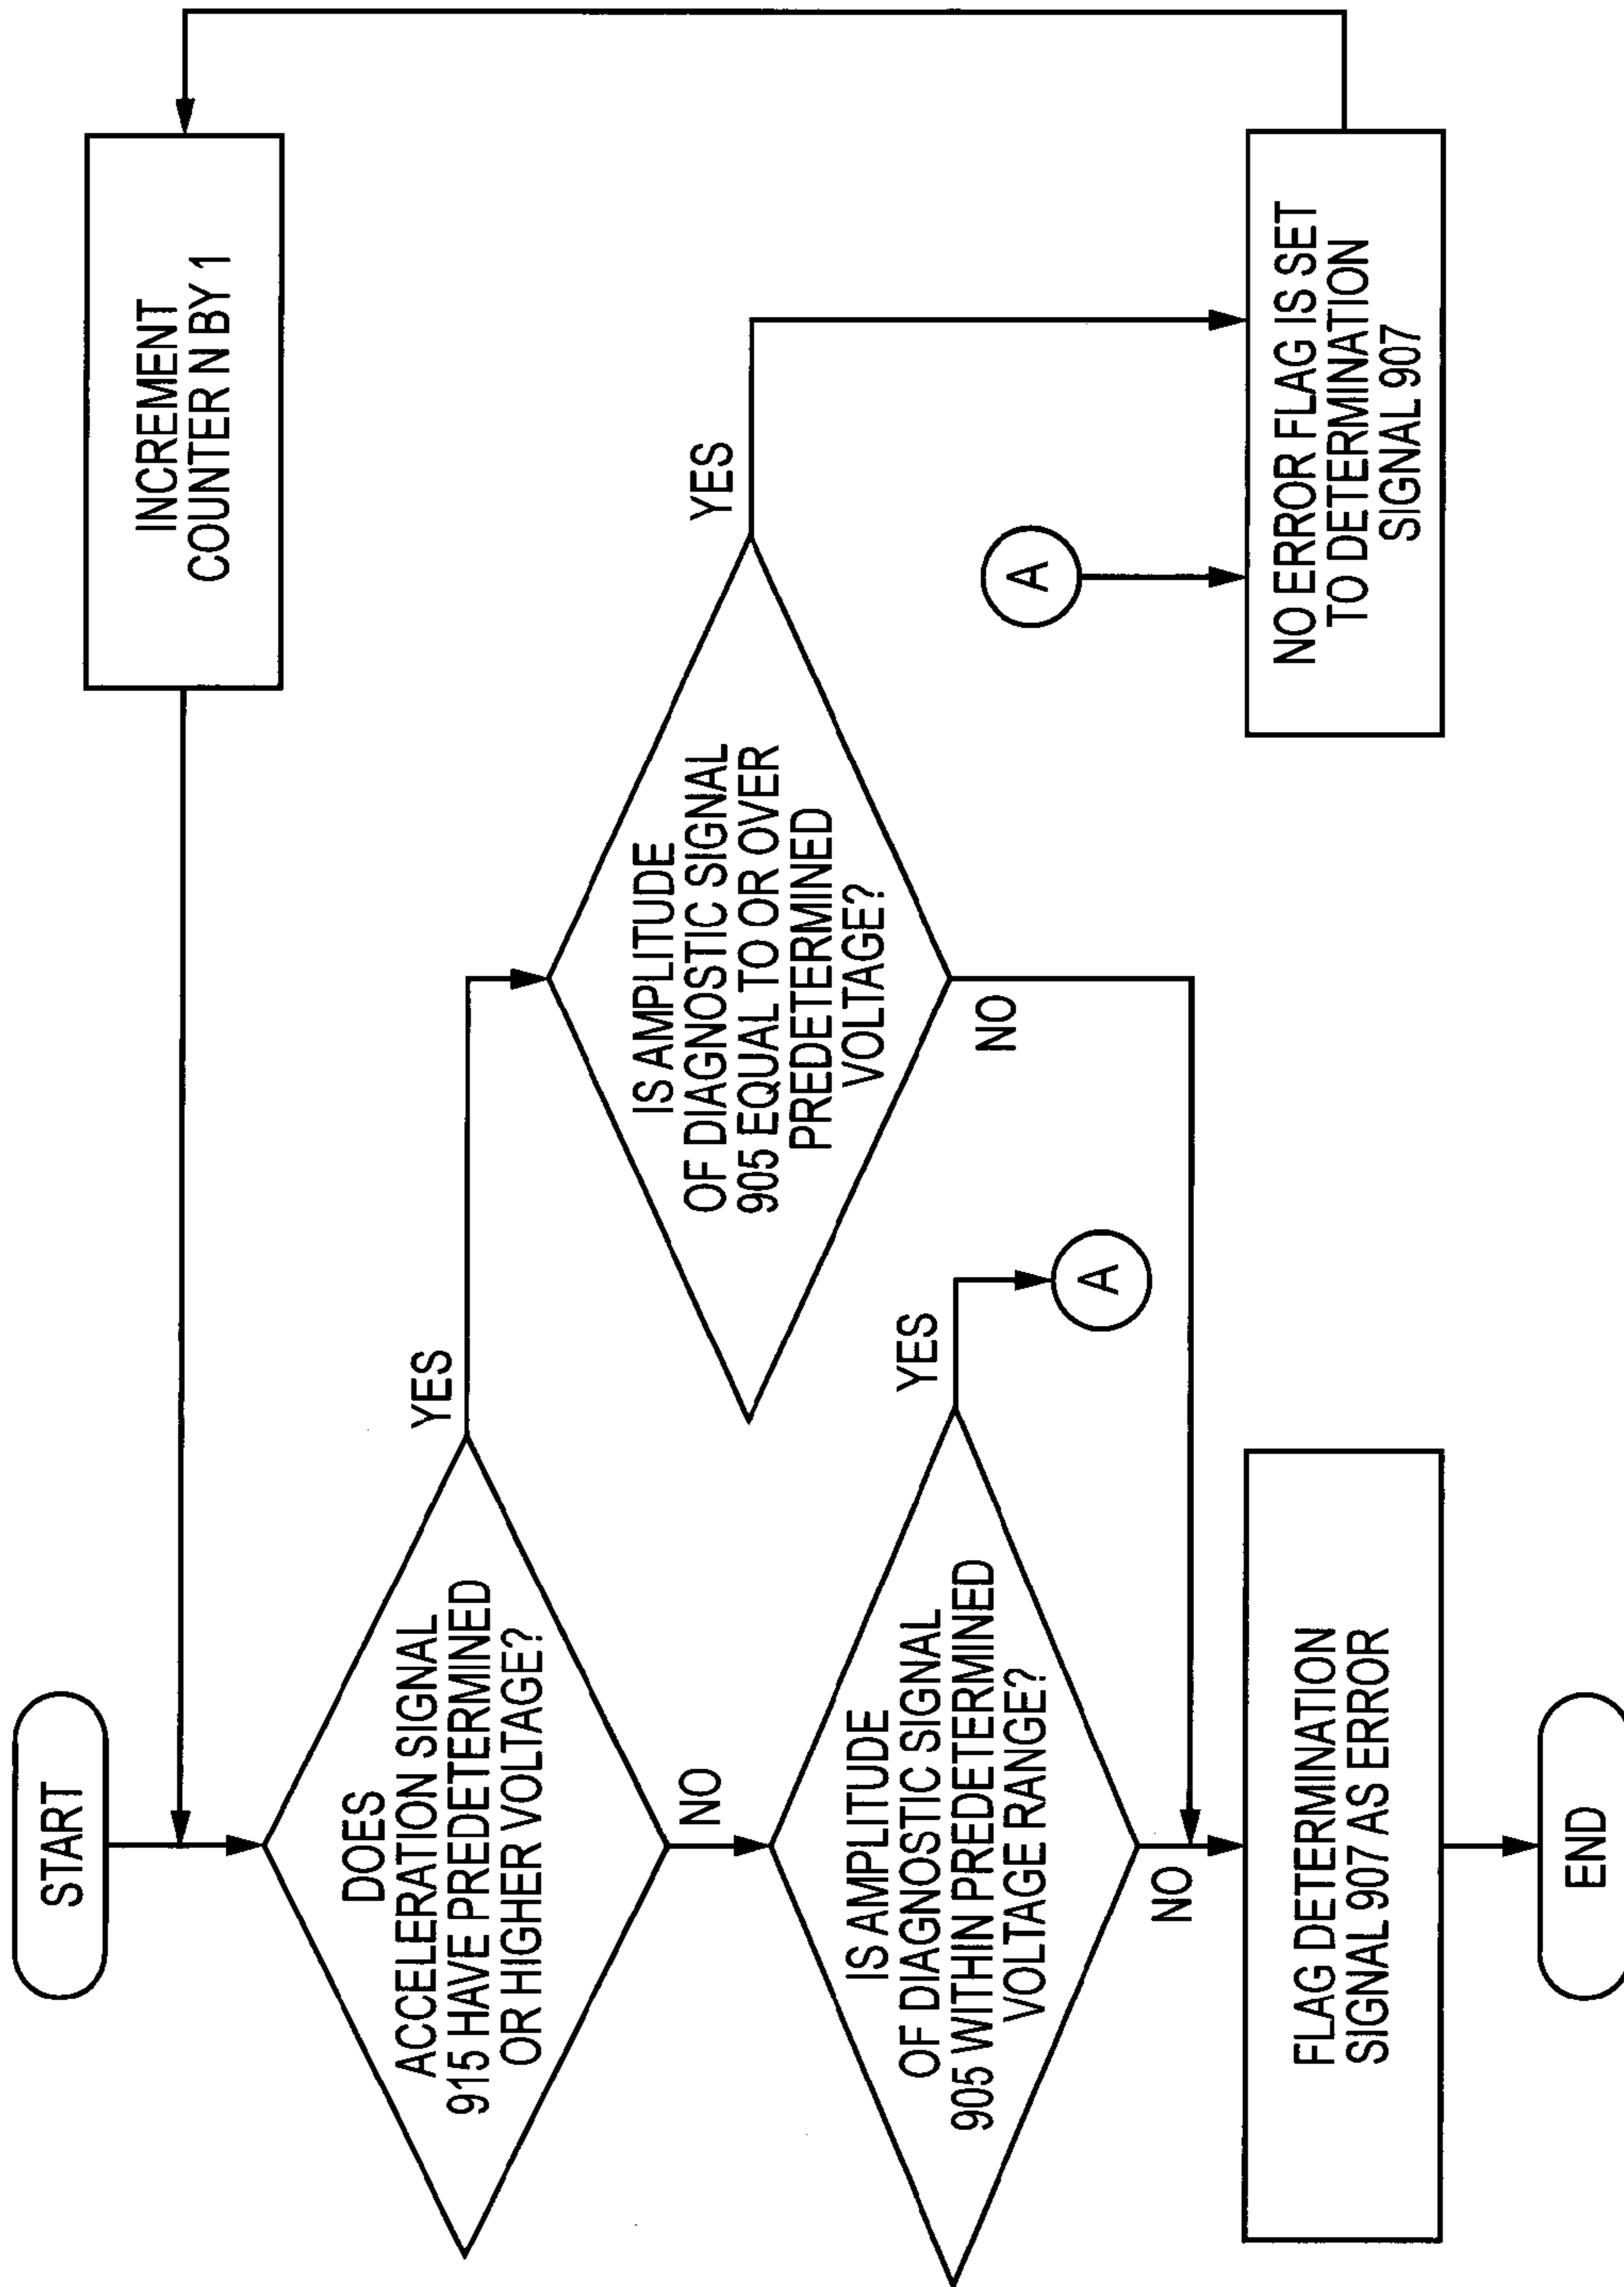 START
DOES
ACCELERATION SIGNAL
915 HAVE PREDETERMINED
OR HIGHER VOLTAGE?
YES
NO
IS AMPLITUDE
OF DIAGNOSTIC SIGNAL
905 WITHIN PREDETERMINED
VOLTAGE RANGE?
YES
A
NO
FLAG DETERMINATION
SIGNAL 907 AS ERROR
END
IS AMPLITUDE
OF DIAGNOSTIC SIGNAL
905 EQUAL TO OR OVER
PREDETERMINED
VOLTAGE?
YES
NO
A
NO ERROR FLAG IS SET
TO DETERMINATION
SIGNAL 907
INCREMENT
COUNTER N BY 1